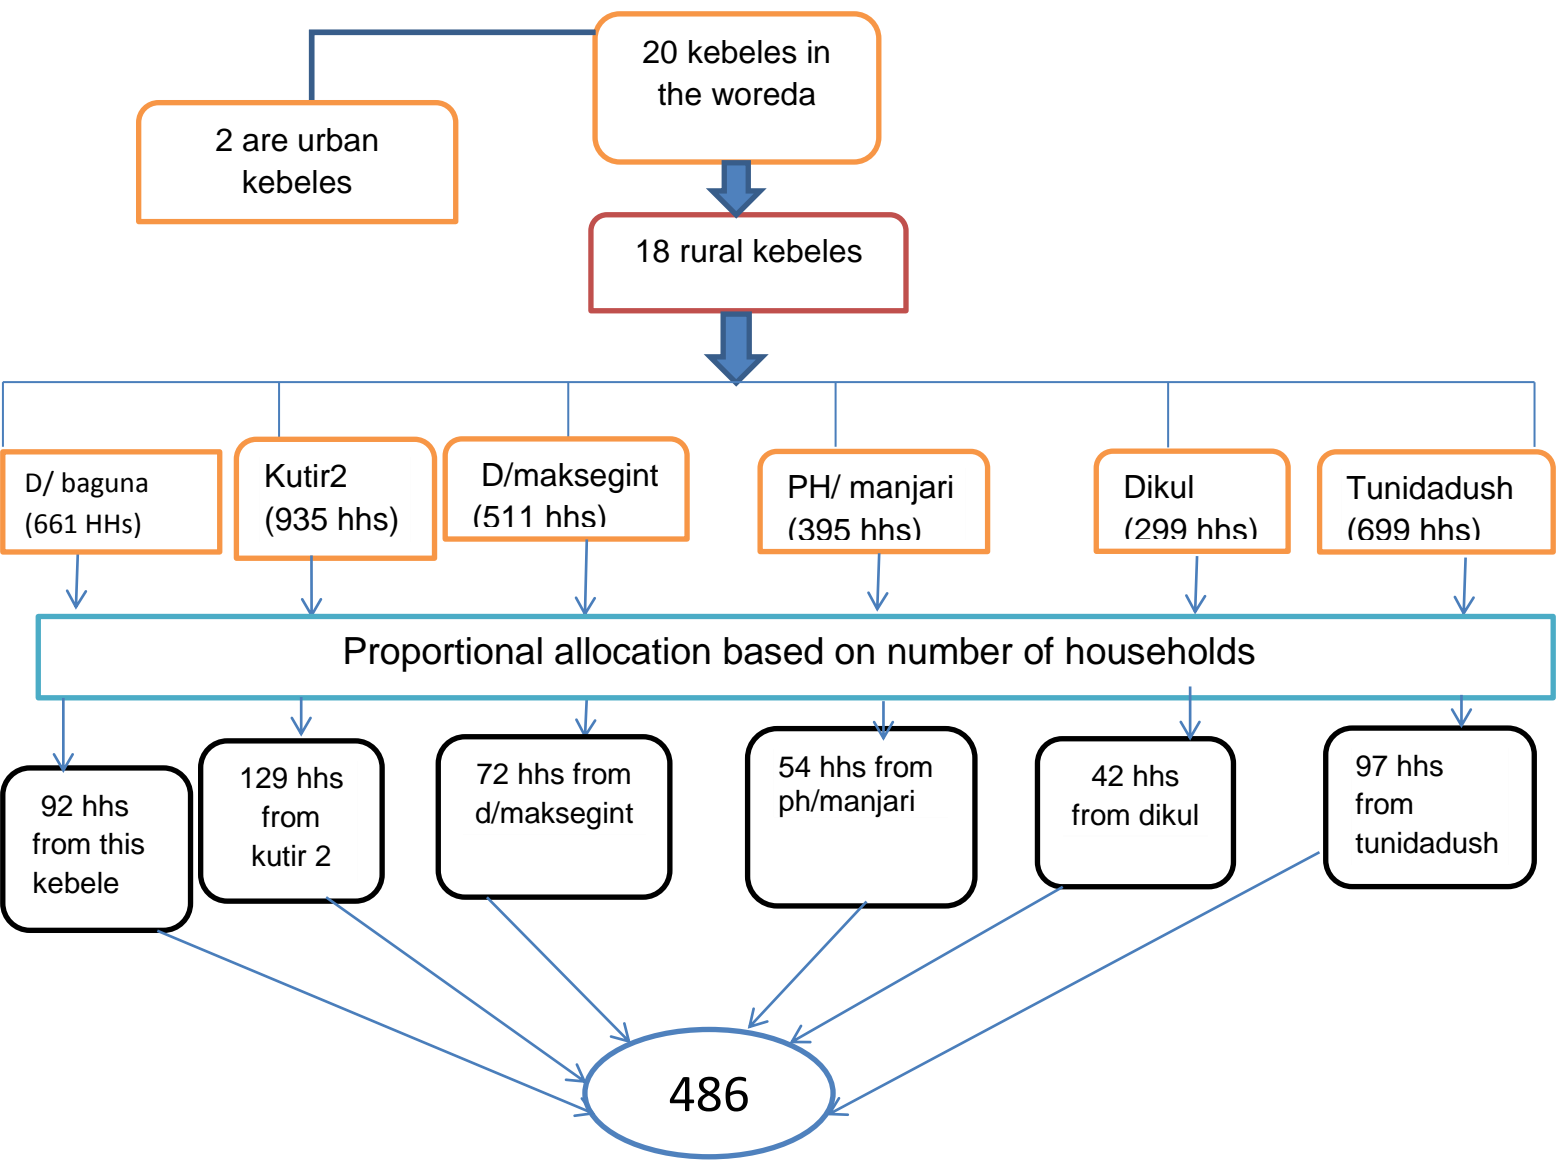 20 kebeles in
the woreda
2 are urban
kebeles
18 rural kebeles
D/ baguna
(661 HHs)
Kutir2
(935 hhs)
D/maksegint
(511 hhs)
PH/ manjari
(395 hhs)
Dikul
(299 hhs)
Tunidadush
(699 hhs)
Proportional allocation based on number of households
92 hhs
from this
kebele
129 hhs
from
kutir 2
72 hhs from
d/maksegint
54 hhs from
ph/manjari
42 hhs
from dikul
97 hhs
from
tunidadush
486